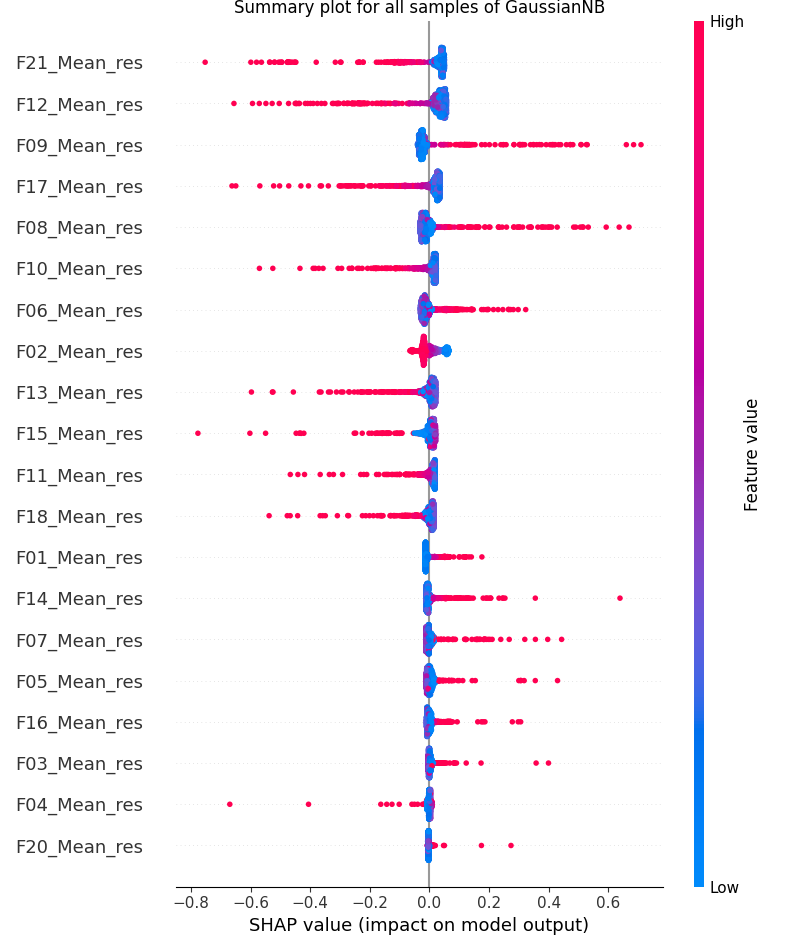 Summary plot for all samples of GaussianNB
High
F21_Mean_res
F12_Mean_res
F09_Mean_res
F17_Mean_res
F08_Mean_res
F10_Mean_res
F06_Mean_res
F02_Mean_res
F13_Mean_res
F15_Mean_res
F11_Mean_res
F18_Mean_res
F01_Mean_res
F14_Mean_res
F07_Mean_res
F05_Mean_res
F16_Mean_res
F03_Mean_res
F04_Mean_res
F20_Mean_res
Feature value
Low
−0.8 −0.6 −0.4 −0.2 0.0 0.2 0.4 0.6
SHAP value (impact on model output)